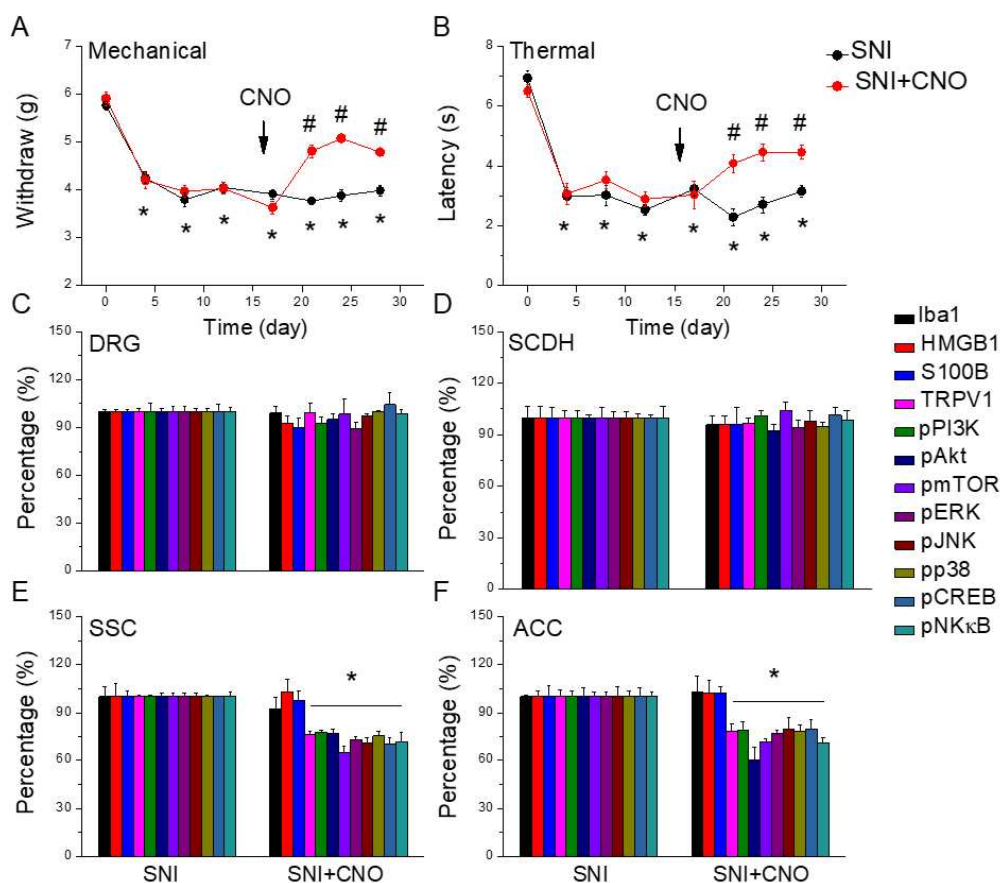 A
Mechanical
Withdraw (g)
6
5
4
3
2
CNO
# # #
* * * * * * *
0 5 10 15 20 25 30
Time (day)
B
Thermal
Latency (s)
8
6
4
2
0
CNO
# # #
* * * * * * *
0 5 10 15 20 25 30
Time (day)
SNI
SNI+CNO
C
DRG
Percentage (%)
150
120
90
60
30
0
D
SCDH
Percentage (%)
150
120
90
60
30
0
Iba1
HMGB1
S100B
TRPV1
pPI3K
pAkt
pmTOR
pERK
pJNK
pp38
pCREB
pNKκB
E
SSC
Percentage (%)
150
120
90
60
30
0
*
SNI SNI+CNO
F
ACC
Percentage (%)
150
120
90
60
30
0
*
SNI SNI+CNO